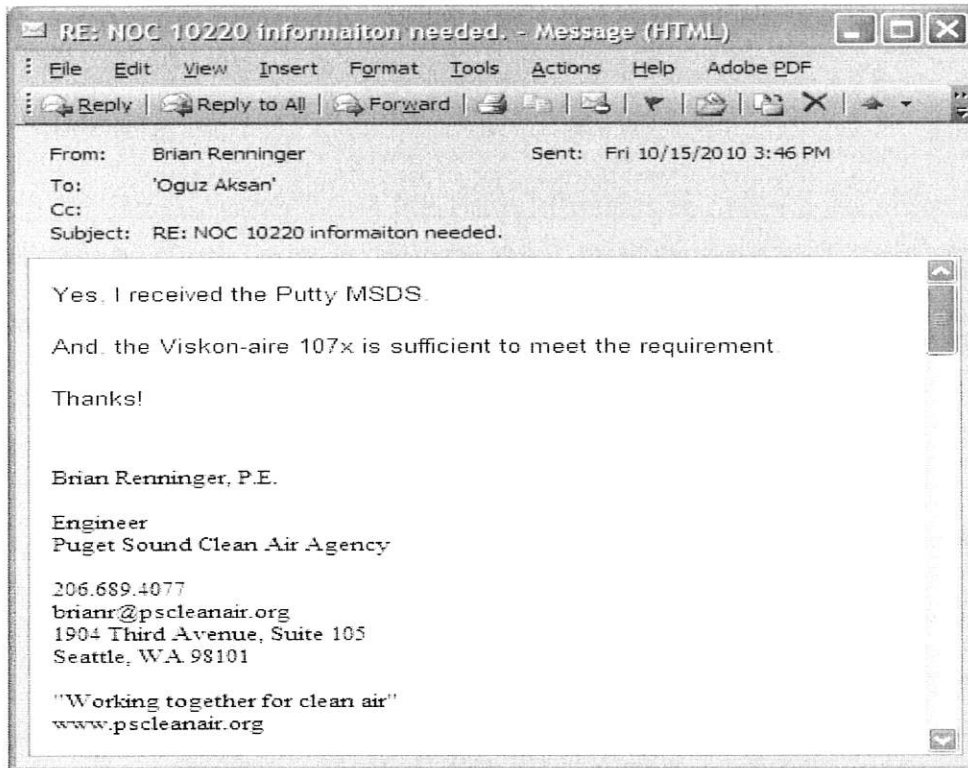 RE: NOC 10220 informaiton needed. - Message (HTML)
File Edit View Insert Format Tools Actions Help Adobe PDF
Reply Reply to All Forward
From: Brian Renninger Sent: Fri 10/15/2010 3:46 PM
To: 'Oguz Aksan'
Cc:
Subject: RE: NOC 10220 informaiton needed.
Yes, I received the Putty MSDS.
And, the Viskon-aire 107x is sufficient to meet the requirement.
Thanks!
Brian Renninger, P.E.
Engineer
Puget Sound Clean Air Agency
206.689.4077
brianr@pscleanair.org
1904 Third Avenue, Suite 105
Seattle, WA 98101
"Working together for clean air"
www.pscleanair.org